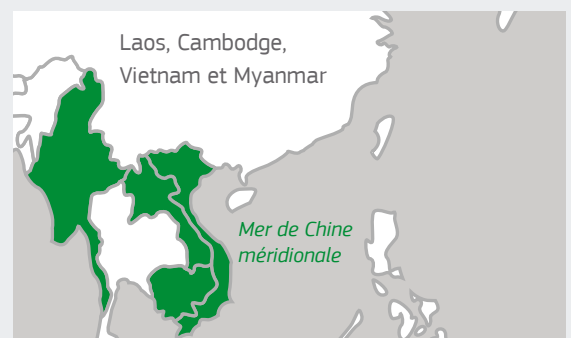 Laos, Cambodge,
Vietnam et Myanmar
Mer de Chine
méridionale